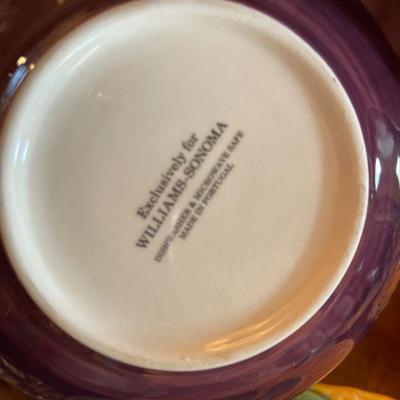 Exclusively for
WILLIAMS-SONOMA
DISHWASHER & MICROWAVE SAFE
MADE IN PORTUGAL